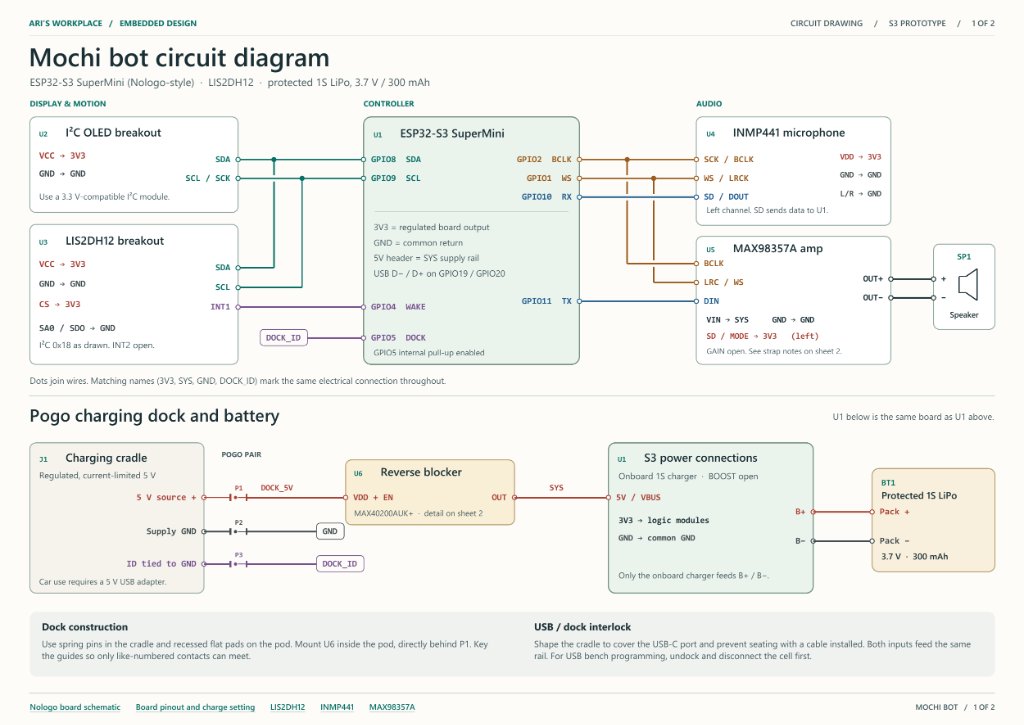 ARI'S WORKPLACE / EMBEDDED DESIGN
CIRCUIT DRAWING / S3 PROTOTYPE / 1 OF 2
Mochi bot circuit diagram
ESP32-S3 SuperMini (Nologo-style) · LIS2DH12 · protected 1S LiPo, 3.7 V / 300 mAh
DISPLAY & MOTION
U2 I²C OLED breakout
VCC → 3V3
GND → GND
Use a 3.3 V-compatible I²C module.
SDA
SCL / SCK
U3 LIS2DH12 breakout
VCC → 3V3
GND → GND
CS → 3V3
SA0 / SDO → GND
I²C 0x18 as drawn. INT2 open.
SDA
SCL
INT1
DOCK_ID
CONTROLLER
U1 ESP32-S3 SuperMini
GPIO8 SDA
GPIO9 SCL
GPIO2 BCLK
GPIO1 WS
GPIO10 RX
3V3 = regulated board output
GND = common return
5V header = SYS supply rail
USB D− / D+ on GPIO19 / GPIO20
GPIO11 TX
GPIO4 WAKE
GPIO5 DOCK
GPIO5 internal pull-up enabled
AUDIO
U4 INMP441 microphone
SCK / BCLK
WS / LRCK
SD / DOUT
VDD → 3V3
GND → GND
L/R → GND
Left channel. SD sends data to U1.
U5 MAX98357A amp
BCLK
LRC / WS
DIN
OUT+
OUT−
VIN → SYS GND → GND
SD / MODE → 3V3 (left)
GAIN open. See strap notes on sheet 2.
SP1
+
−
Speaker
Dots join wires. Matching names (3V3, SYS, GND, DOCK_ID) mark the same electrical connection throughout.
Pogo charging dock and battery
U1 below is the same board as U1 above.
J1 Charging cradle
Regulated, current-limited 5 V
5 V source +
Supply GND
ID tied to GND
Car use requires a 5 V USB adapter.
POGO PAIR
P1 DOCK_5V
P2
GND
P3
DOCK_ID
U6 Reverse blocker
VDD + EN
OUT
MAX40200AUK+ · detail on sheet 2
SYS
U1 S3 power connections
Onboard 1S charger · BOOST open
5V / VBUS
3V3 → logic modules
GND → common GND
B+
B−
Only the onboard charger feeds B+ / B−.
BT1
Protected 1S LiPo
Pack +
Pack −
3.7 V · 300 mAh
Dock construction
Use spring pins in the cradle and recessed flat pads on the pod. Mount U6 inside the pod, directly behind P1. Key
the guides so only like-numbered contacts can meet.
USB / dock interlock
Shape the cradle to cover the USB-C port and prevent seating with a cable installed. Both inputs feed the same
rail. For USB bench programming, undock and disconnect the cell first.
Nologo board schematic Board pinout and charge setting LIS2DH12 INMP441 MAX98357A
MOCHI BOT / 1 OF 2